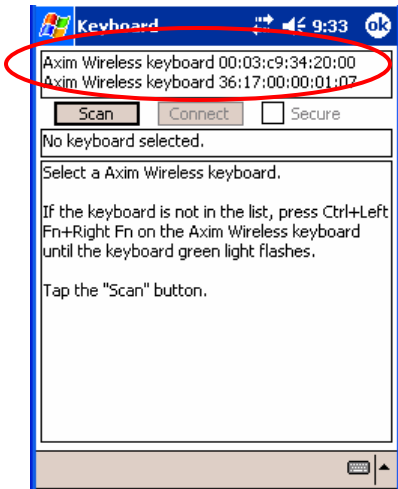 Keyboard 9:33 ok
Axim Wireless keyboard 00:03:c9:34:20:00
Axim Wireless keyboard 36:17:00:00:01:07
Scan Connect Secure
No keyboard selected.
Select a Axim Wireless keyboard.
If the keyboard is not in the list, press Ctrl+Left
Fn+Right Fn on the Axim Wireless keyboard
until the keyboard green light flashes.
Tap the "Scan" button.